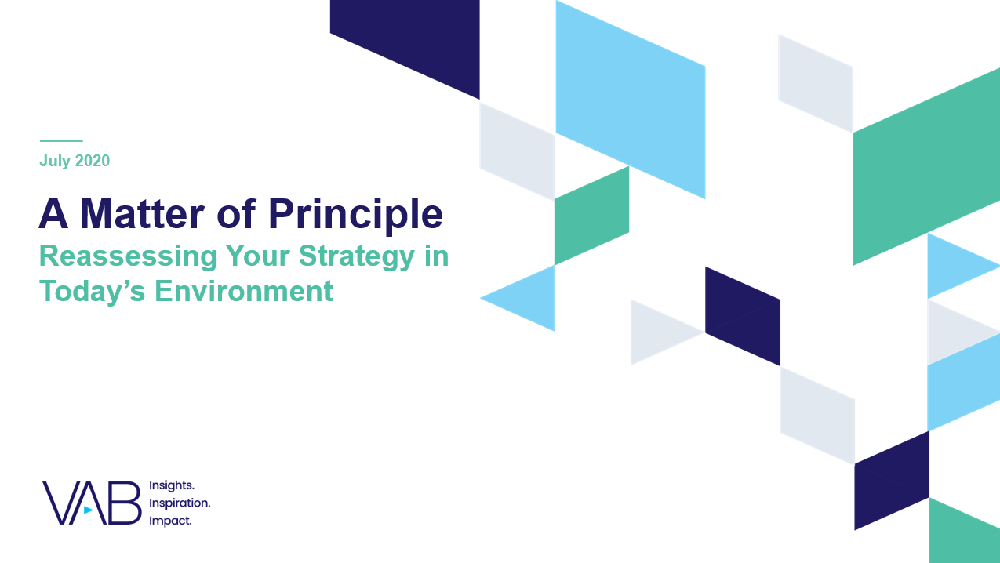 July 2020
A Matter of Principle
Reassessing Your Strategy in
Today’s Environment
VAB
Insights.
Inspiration.
Impact.